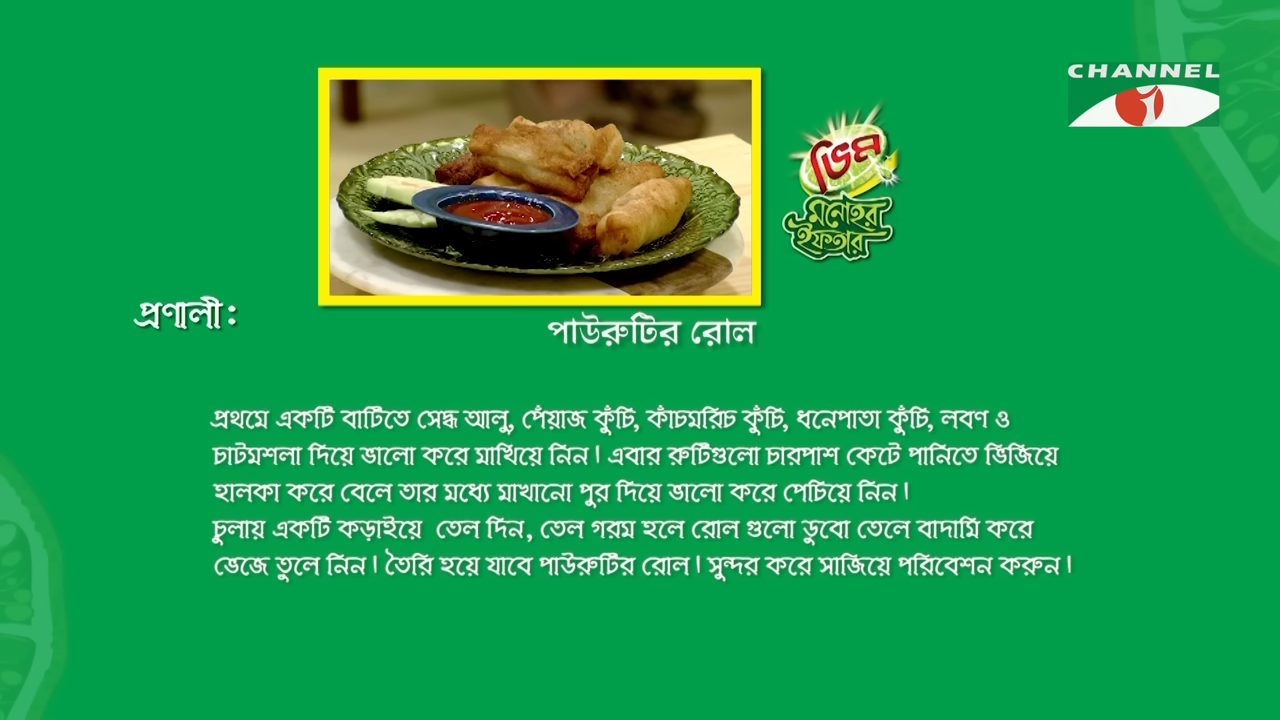 CHANNEL
ভিম
মনোহর
ইফতার
প্রণালী :
পাউরুটির রোল
প্রথমে একটি বাটিতে সেদ্ধ আলু, পেঁয়াজ কুঁচি, কাঁচমরিচ কুঁচি, ধনেপাতা কুঁচি, লবণ ও
চাটমশলা দিয়ে ভালো করে মাখিয়ে নিন। এবার রুটিগুলো চারপাশ কেটে পানিতে ভিজিয়ে
হালকা করে বেলে তার মধ্যে মাখানো পুর দিয়ে ভালো করে পেচিয়ে নিন।
চুলায় একটি কড়াইয়ে তেল দিন, তেল গরম হলে রোল গুলো ডুবো তেলে বাদামি করে
ভেজে তুলে নিন। তৈরি হয়ে যাবে পাউরুটির রোল। সুন্দর করে সাজিয়ে পরিবেশন করুন।